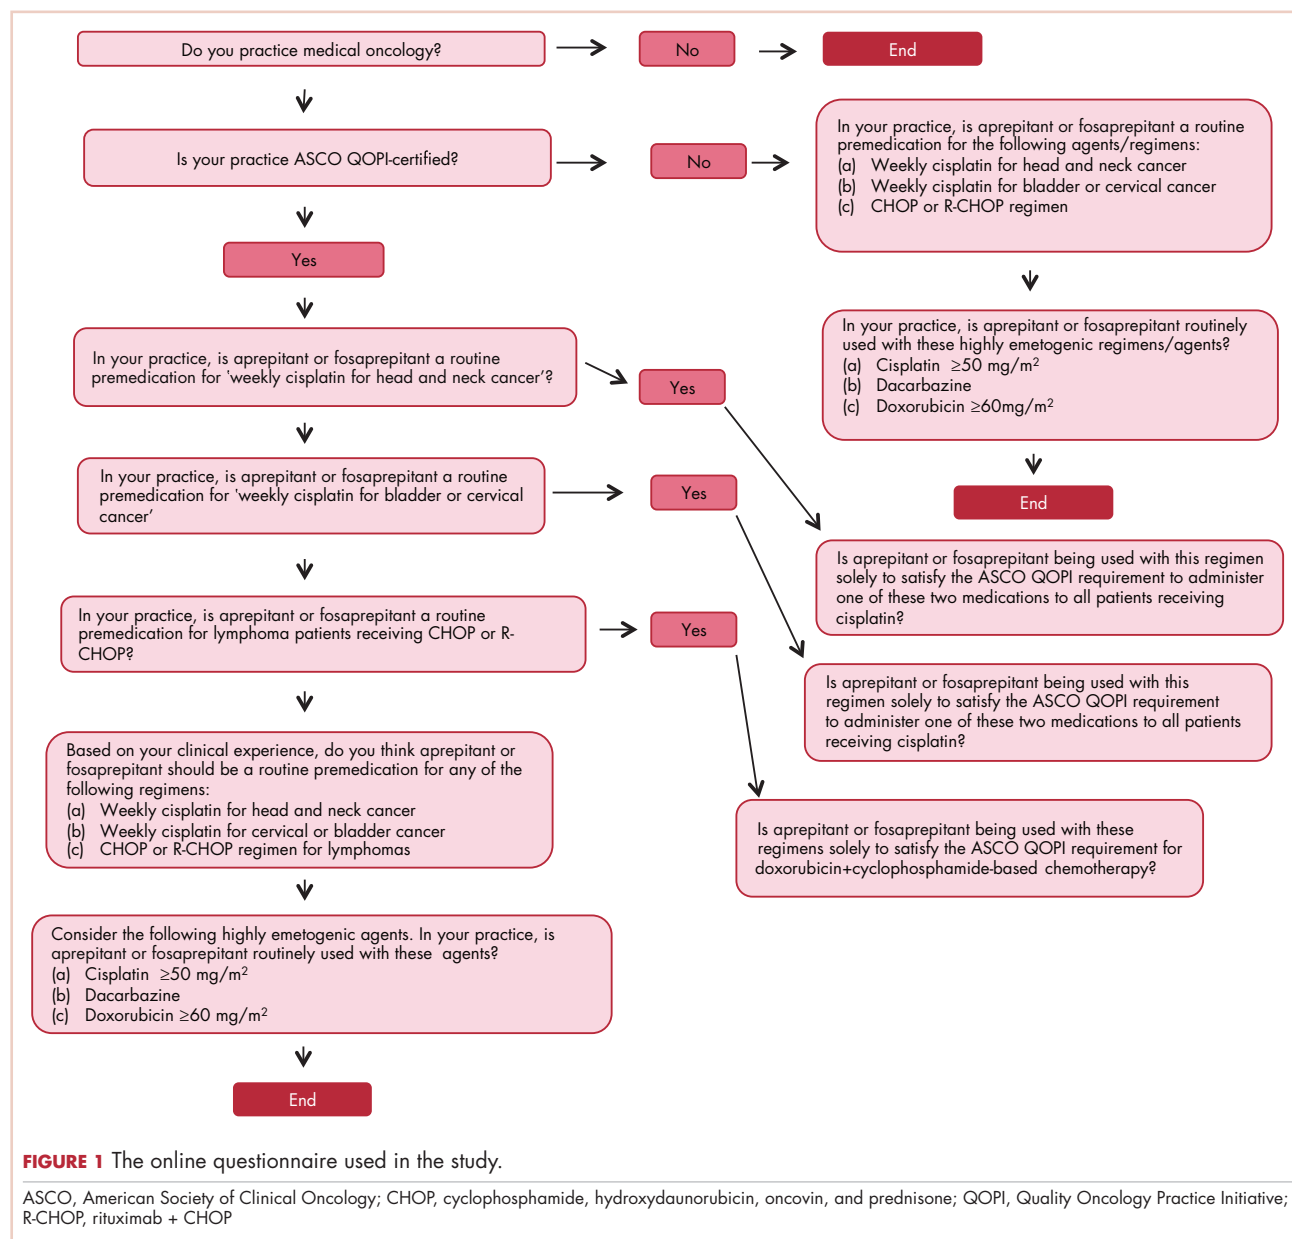 Do you practice medical oncology?
No
End
Is your practice ASCO QOPI-certified?
No
In your practice, is aprepitant or fosaprepitant a routine
premedication for the following agents/regimens:
(a) Weekly cisplatin for head and neck cancer
(b) Weekly cisplatin for bladder or cervical cancer
(c) CHOP or R-CHOP regimen
Yes
In your practice, is aprepitant or fosaprepitant routinely
used with these highly emetogenic regimens/agents?
(a) Cisplatin ≥50 mg/m²
(b) Dacarbazine
(c) Doxorubicin ≥60mg/m²
End
In your practice, is aprepitant or fosaprepitant a routine
premedication for 'weekly cisplatin for head and neck cancer'?
Yes
Is aprepitant or fosaprepitant being used with this regimen
solely to satisfy the ASCO QOPI requirement to administer
one of these two medications to all patients receiving
cisplatin?
In your practice, is aprepitant or fosaprepitant a routine
premedication for 'weekly cisplatin for bladder or cervical
cancer'
Yes
Is aprepitant or fosaprepitant being used with this
regimen solely to satisfy the ASCO QOPI requirement
to administer one of these two medications to all patients
receiving cisplatin?
In your practice, is aprepitant or fosaprepitant a routine
premedication for lymphoma patients receiving CHOP or R-
CHOP?
Yes
Is aprepitant or fosaprepitant being used with these
regimens solely to satisfy the ASCO QOPI requirement for
doxorubicin+cyclophosphamide-based chemotherapy?
Based on your clinical experience, do you think aprepitant or
fosaprepitant should be a routine premedication for any of the
following regimens:
(a) Weekly cisplatin for head and neck cancer
(b) Weekly cisplatin for cervical or bladder cancer
(c) CHOP or R-CHOP regimen for lymphomas
Consider the following highly emetogenic agents. In your practice, is
aprepitant or fosaprepitant routinely used with these agents?
(a) Cisplatin ≥50 mg/m²
(b) Dacarbazine
(c) Doxorubicin ≥60 mg/m²
End
FIGURE 1 The online questionnaire used in the study.
ASCO, American Society of Clinical Oncology; CHOP, cyclophosphamide, hydroxydaunorubicin, oncovin, and prednisone; QOPI, Quality Oncology Practice Initiative;
R-CHOP, rituximab + CHOP